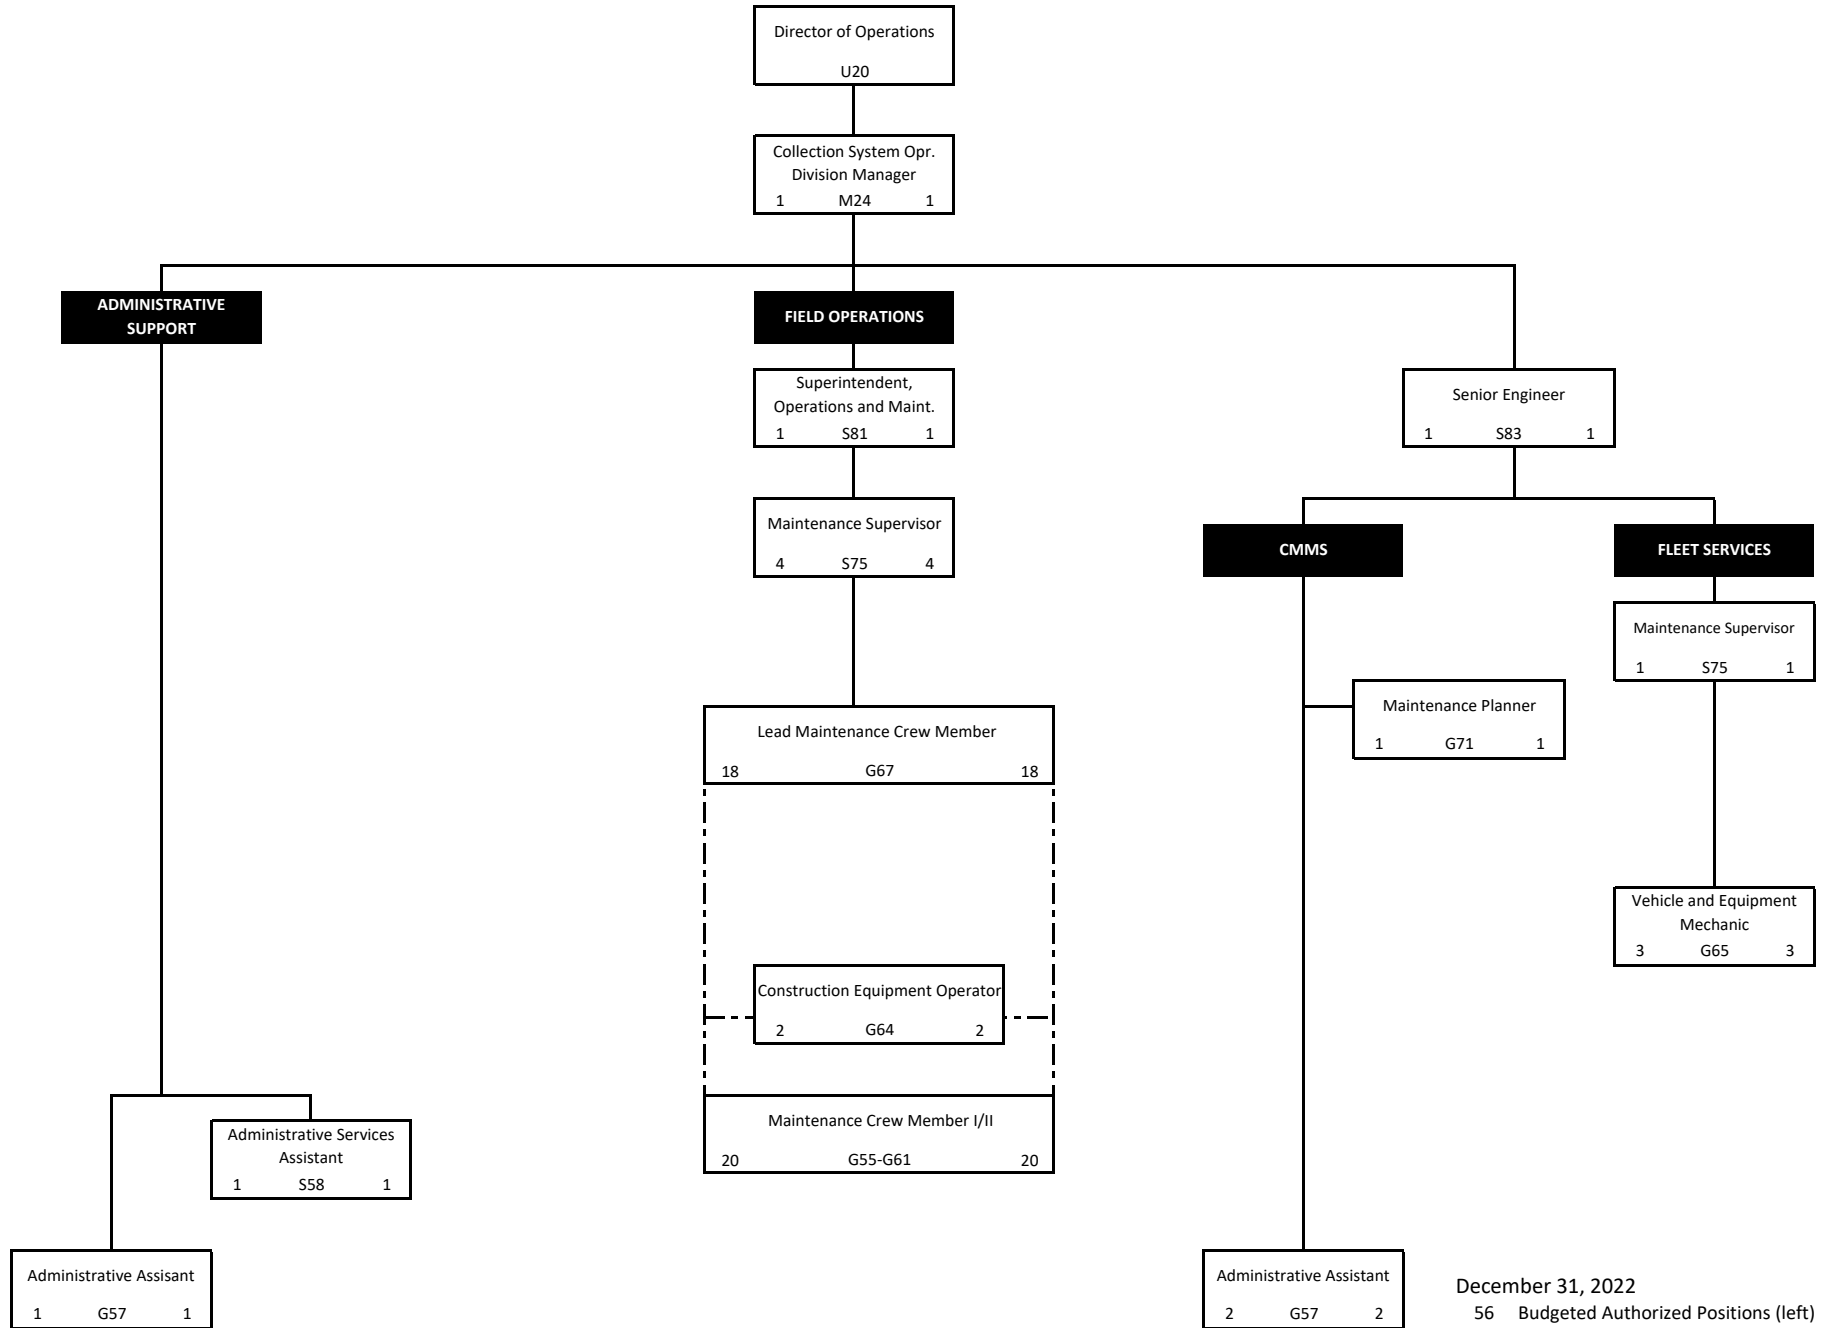 Director of Operations
U20
Collection System Opr.
Division Manager
1 M24 1
ADMINISTRATIVE
SUPPORT
FIELD OPERATIONS
Superintendent,
Operations and Maint.
1 S81 1
Senior Engineer
1 S83 1
Maintenance Supervisor
4 S75 4
CMMS
FLEET SERVICES
Maintenance Supervisor
1 S75 1
Maintenance Planner
1 G71 1
Lead Maintenance Crew Member
18 G67 18
Vehicle and Equipment
Mechanic
3 G65 3
Construction Equipment Operator
2 G64 2
Maintenance Crew Member I/II
20 G55-G61 20
Administrative Services
Assistant
1 S58 1
Administrative Assisant
1 G57 1
Administrative Assistant
2 G57 2
December 31, 2022
56 Budgeted Authorized Positions (left)